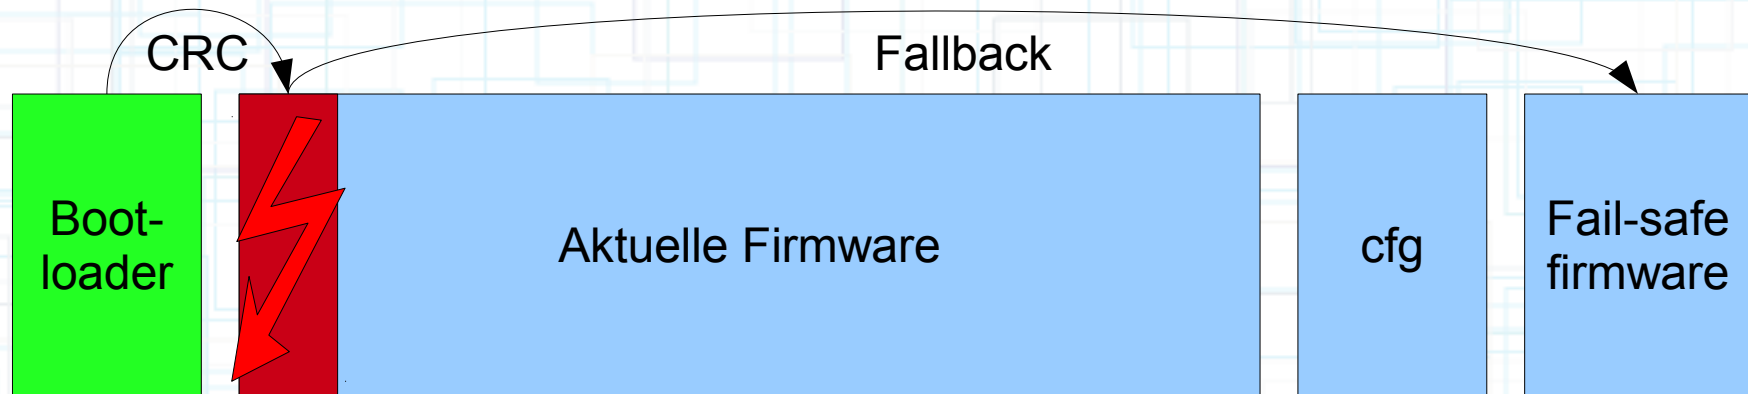 CRC
Fallback
Boot-
loader
Aktuelle Firmware
cfg
Fail-safe
firmware